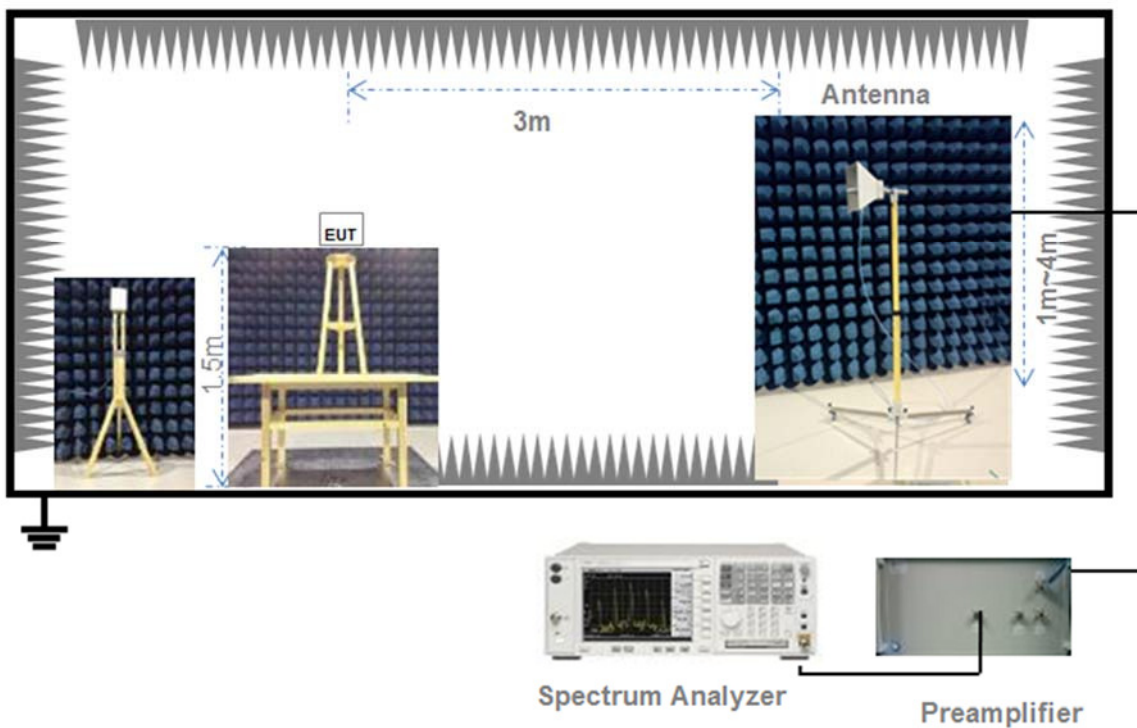 Antenna
3m
EUT
1.5m
1m~4m
Spectrum Analyzer
Preamplifier